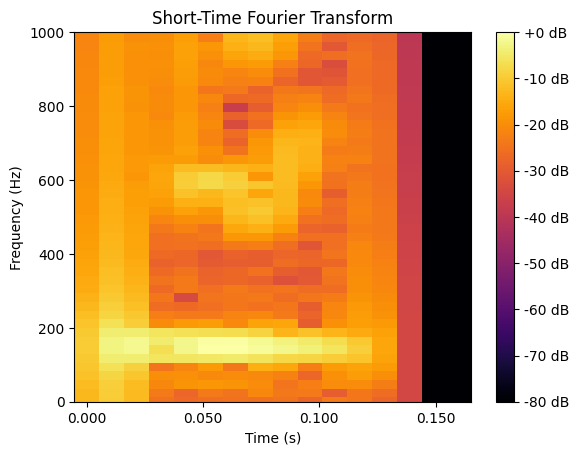 Short-Time Fourier Transform
1000
800
600
400
200
0
Frequency (Hz)
0.000
0.050
0.100
0.150
Time (s)
+0 dB
-10 dB
-20 dB
-30 dB
-40 dB
-50 dB
-60 dB
-70 dB
-80 dB